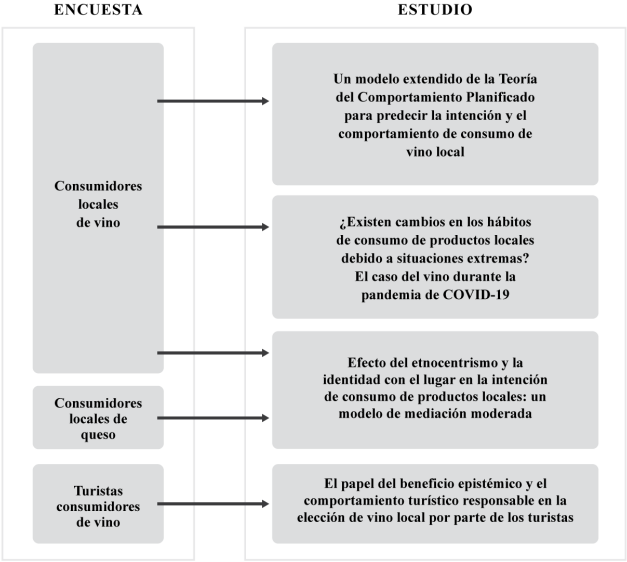 ENCUESTA
ESTUDIO
Consumidores
locales
de vino
Un modelo extendido de la Teoría
del Comportamiento Planificado
para predecir la intención y el
comportamiento de consumo de
vino local
¿Existen cambios en los hábitos
de consumo de productos locales
debido a situaciones extremas?
El caso del vino durante la
pandemia de COVID-19
Efecto del etnocentrismo y la
identidad con el lugar en la intención
de consumo de productos locales: un
modelo de mediación moderada
Consumidores
locales de
queso
Turistas
consumidores
de vino
El papel del beneficio epistémico y el
comportamiento turístico responsable en la
elección de vino local por parte de los turistas